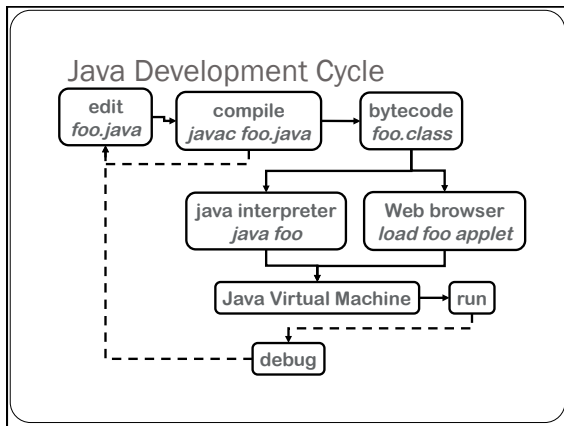 Java Development Cycle
edit
foo.java
compile
javac foo.java
bytecode
foo.class
java interpreter
java foo
Web browser
load foo applet
Java Virtual Machine
run
debug